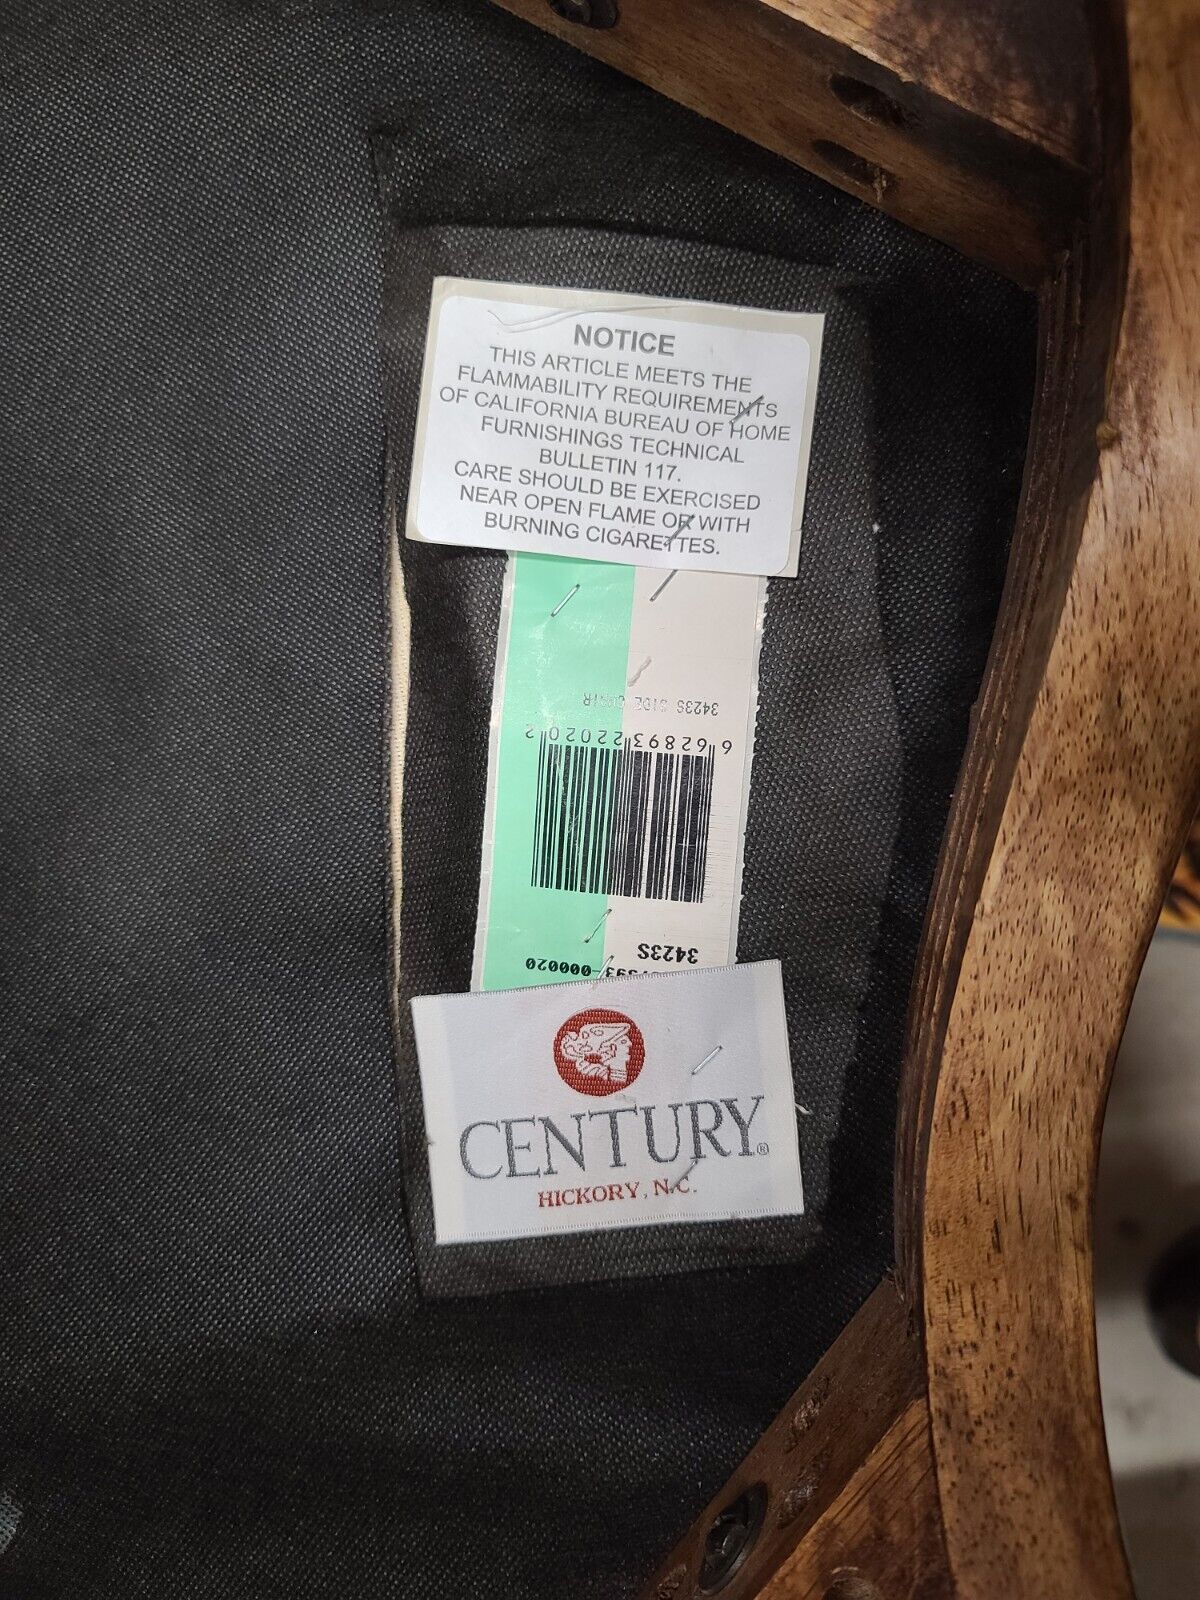 NOTICE
THIS ARTICLE MEETS THE
FLAMMABILITY REQUIREMENTS
OF CALIFORNIA BUREAU OF HOME
FURNISHINGS TECHNICAL
BULLETIN 117.
CARE SHOULD BE EXERCISED
NEAR OPEN FLAME OR WITH
BURNING CIGARETTES.
3423S SIDE CHAIR
6 62893 22020 2
3423S
000020
CENTURY®
HICKORY, N.C.